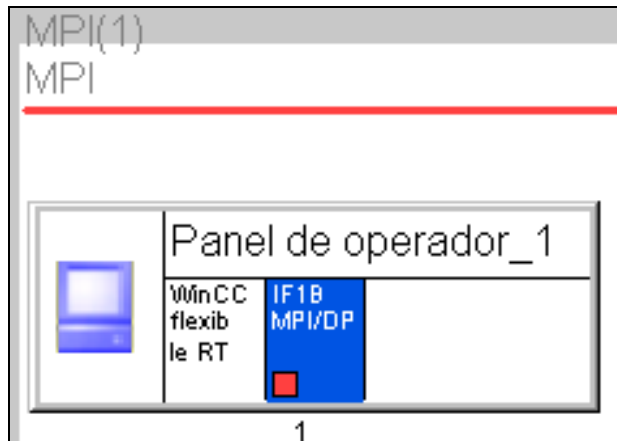 MPI(1)
MPI
Panel de operador_1
WinCC
flexib
le RT
IF1B
MPI/DP
1